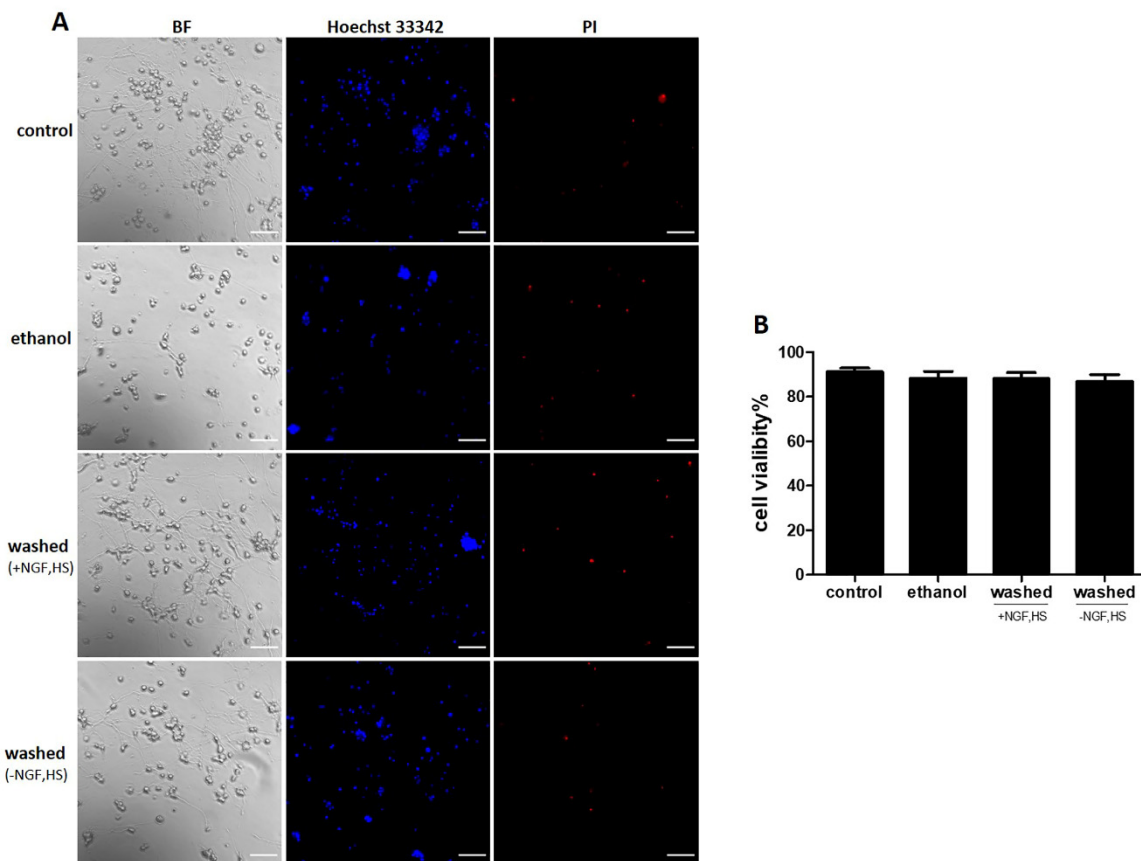 A
BF Hoechst 33342 PI
control
ethanol
washed
(+NGF,HS)
washed
(-NGF,HS)
B
cell vialibity%
100
80
60
40
20
0
control ethanol washed washed
+NGF,HS -NGF,HS